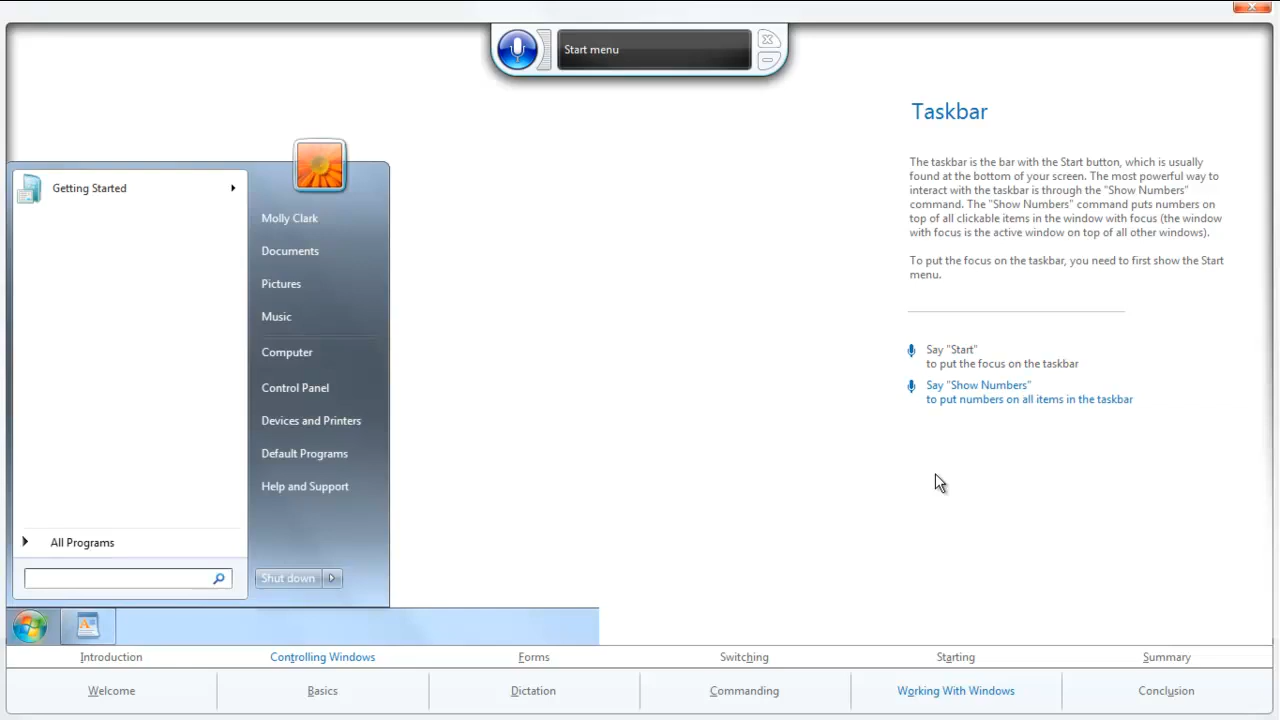 Start menu
Taskbar
The taskbar is the bar with the Start button, which is usually
found at the bottom of your screen. The most powerful way to
interact with the taskbar is through the "Show Numbers"
command. The "Show Numbers" command puts numbers on
top of all clickable items in the window with focus (the window
with focus is the active window on top of all other windows).
To put the focus on the taskbar, you need to first show the Start
menu.
Say "Start"
to put the focus on the taskbar
Say "Show Numbers"
to put numbers on all items in the taskbar
Getting Started
Molly Clark
Documents
Pictures
Music
Computer
Control Panel
Devices and Printers
Default Programs
Help and Support
All Programs
Shut down
Introduction
Controlling Windows
Forms
Switching
Starting
Summary
Welcome
Basics
Dictation
Commanding
Working With Windows
Conclusion